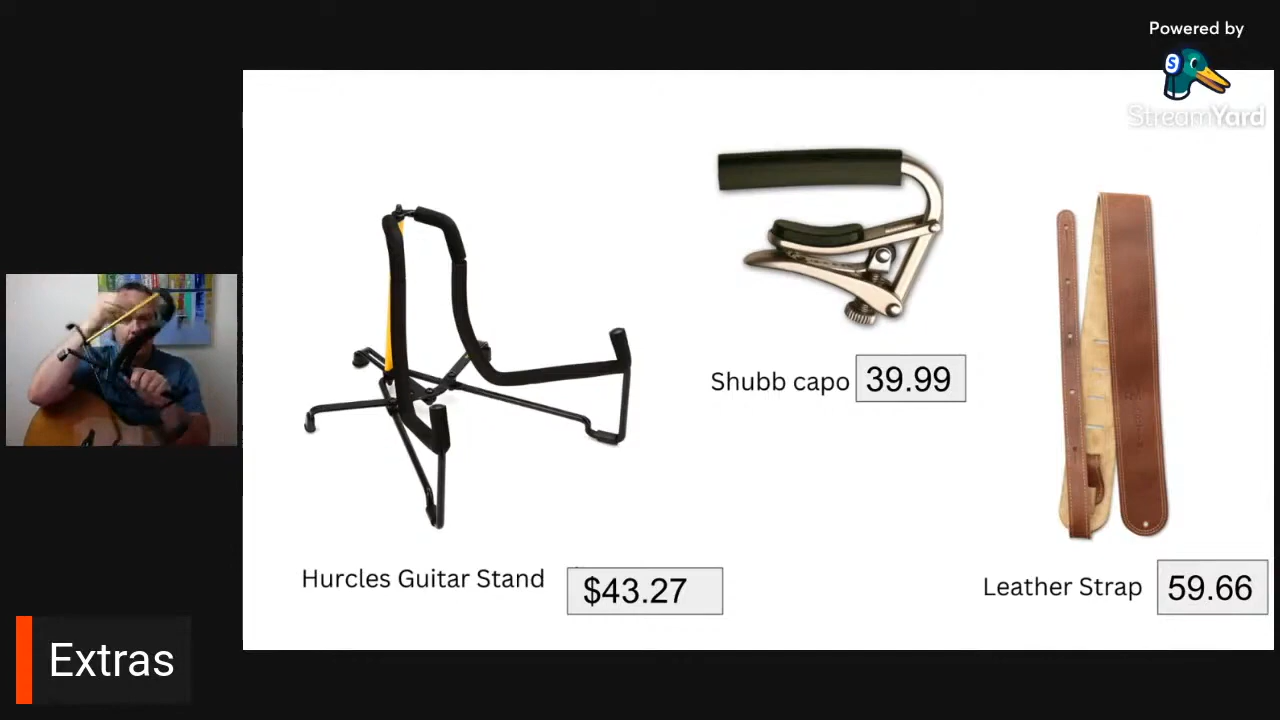 Powered by
StreamYard
Shubb capo 39.99
Hurcles Guitar Stand $43.27
Leather Strap 59.66
Extras